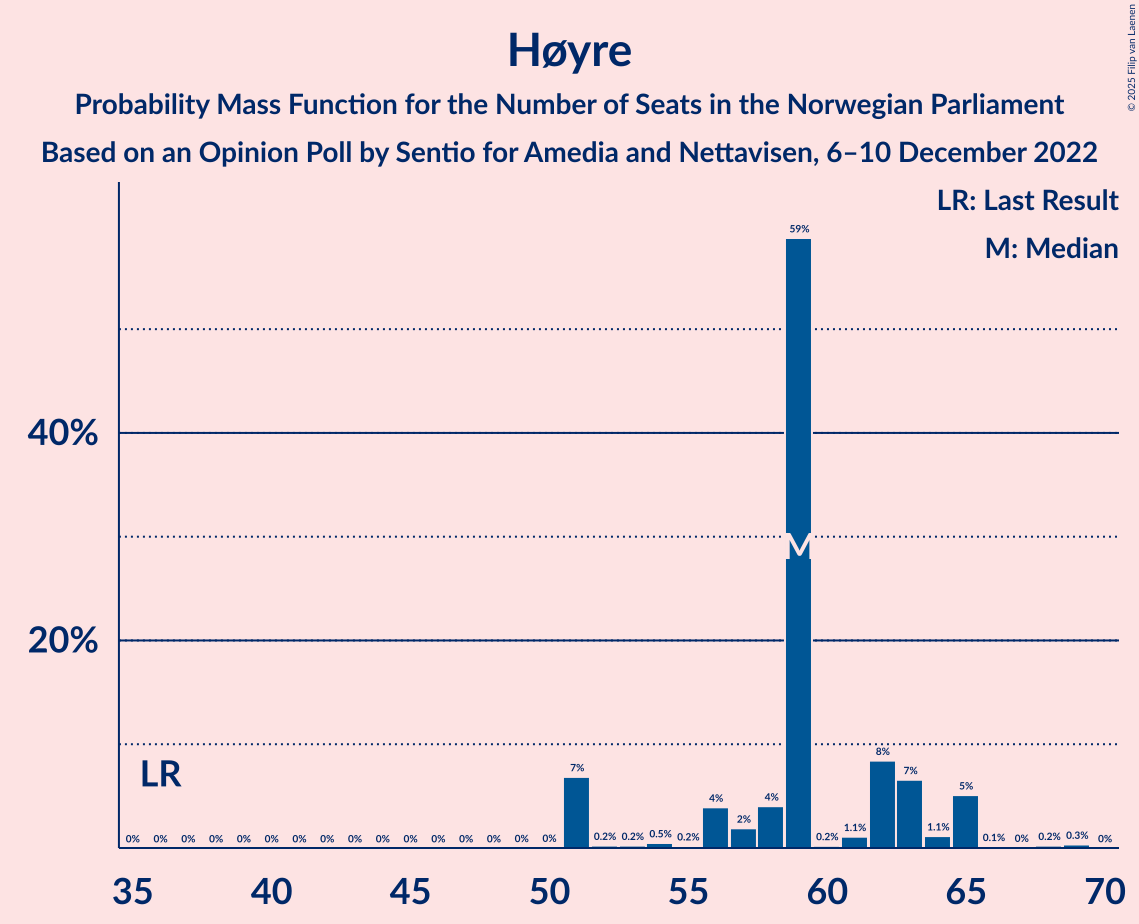 Høyre
Probability Mass Function for the Number of Seats in the Norwegian Parliament
Based on an Opinion Poll by Sentio for Amedia and Nettavisen, 6–10 December 2022
© 2025 Filip van Laenen
LR: Last Result
M: Median
59%
40%
M
20%
LR
8%
7%
7%
5%
4%
4%
2%
1.1%
1.1%
0% 0% 0% 0% 0% 0% 0% 0% 0% 0% 0% 0% 0% 0% 0% 0% 0.2% 0.2% 0.5% 0.2% 0.2% 0.1% 0% 0.2% 0.3% 0%
35 40 45 50 55 60 65 70